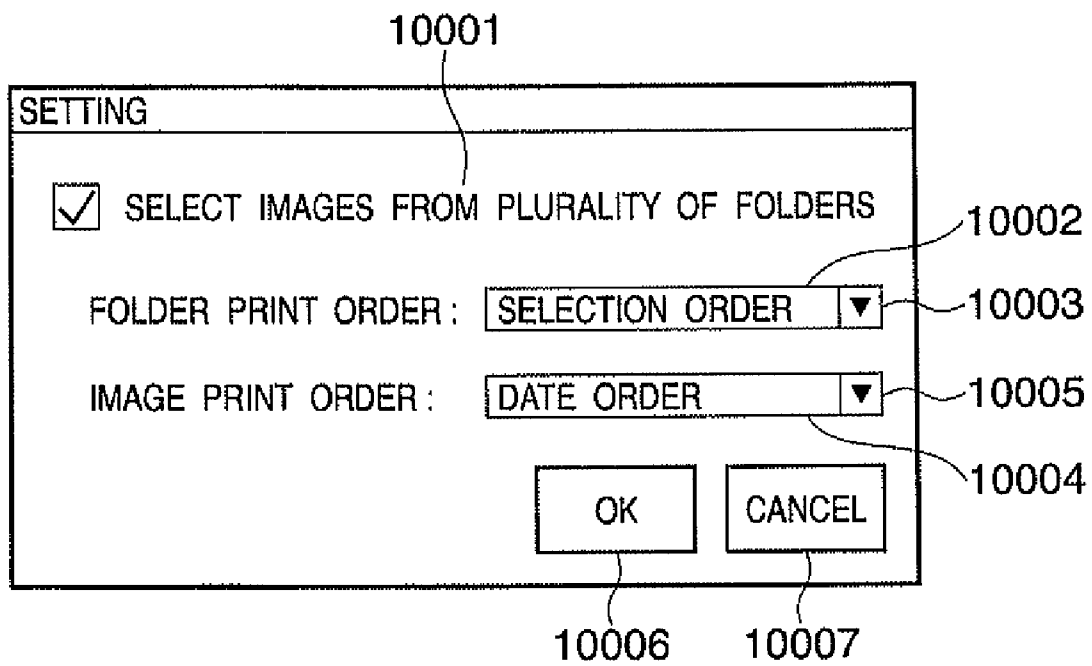 10001
SETTING
SELECT IMAGES FROM PLURALITY OF FOLDERS
10002
FOLDER PRINT ORDER: SELECTION ORDER ▼ 10003
IMAGE PRINT ORDER: DATE ORDER ▼ 10005
10004
OK CANCEL
10006 10007